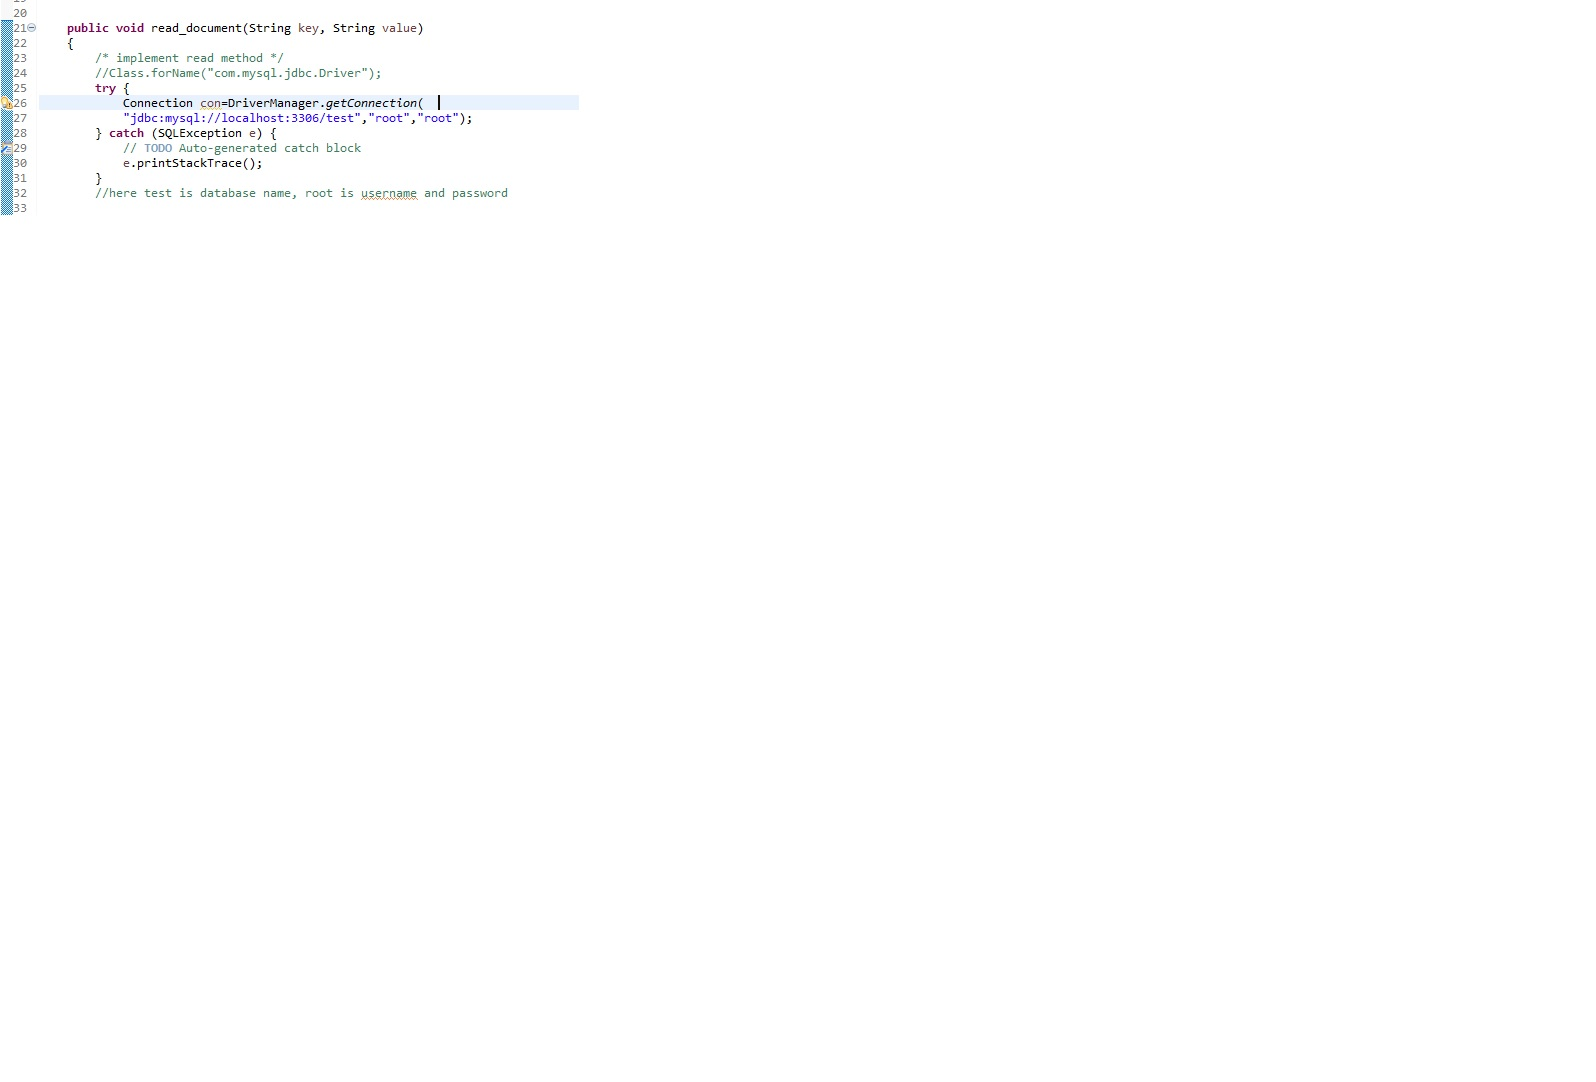 20
21 public void read_document(String key, String value)
22 {
23 /* implement read method */
24 //Class.forName("com.mysql.jdbc.Driver");
25 try {
26 Connection con=DriverManager.getConnection(
27 "jdbc:mysql://localhost:3306/test","root","root");
28 } catch (SQLException e) {
29 // TODO Auto-generated catch block
30 e.printStackTrace();
31 }
32 //here test is database name, root is username and password
33